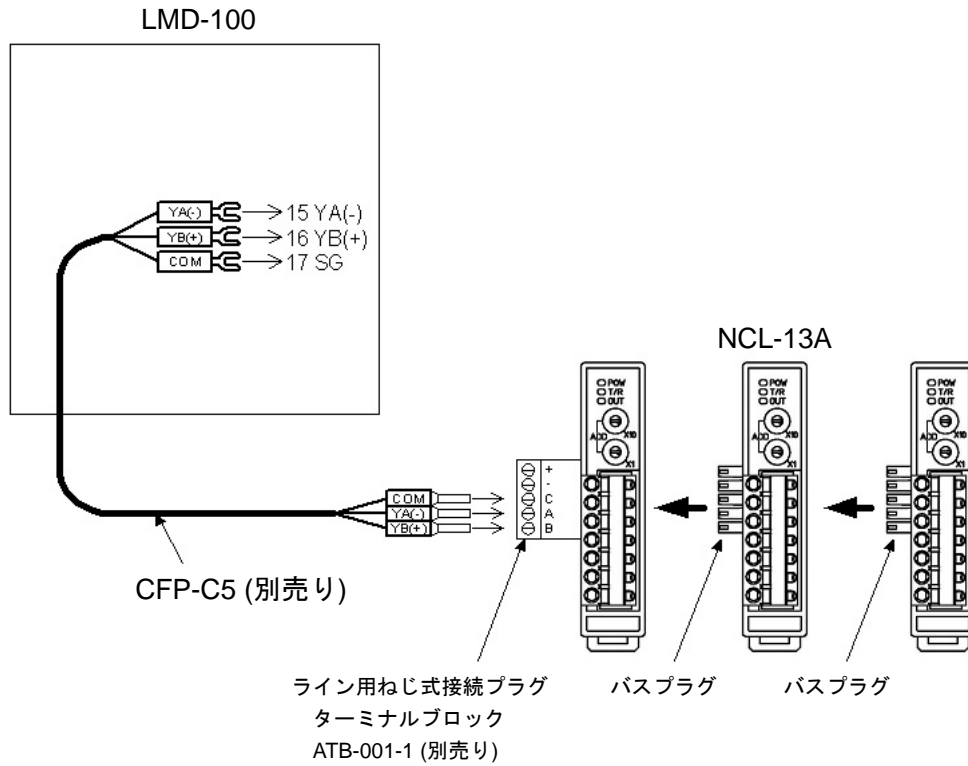 LMD-100
YA(-) 15 YA(-)
YB(+) 16 YB(+)
COM 17 SG
NCL-13A
POW
T/R
OUT
ADD
X10
X1
POW
T/R
OUT
ADD
X10
X1
POW
T/R
OUT
ADD
X10
X1
+
-
COM C
YA(-) A
YB(+) B
CFP-C5 (別売り)
ライン用ねじ式接続プラグ
ターミナルブロック
ATB-001-1 (別売り)
バスプラグ
バスプラグ